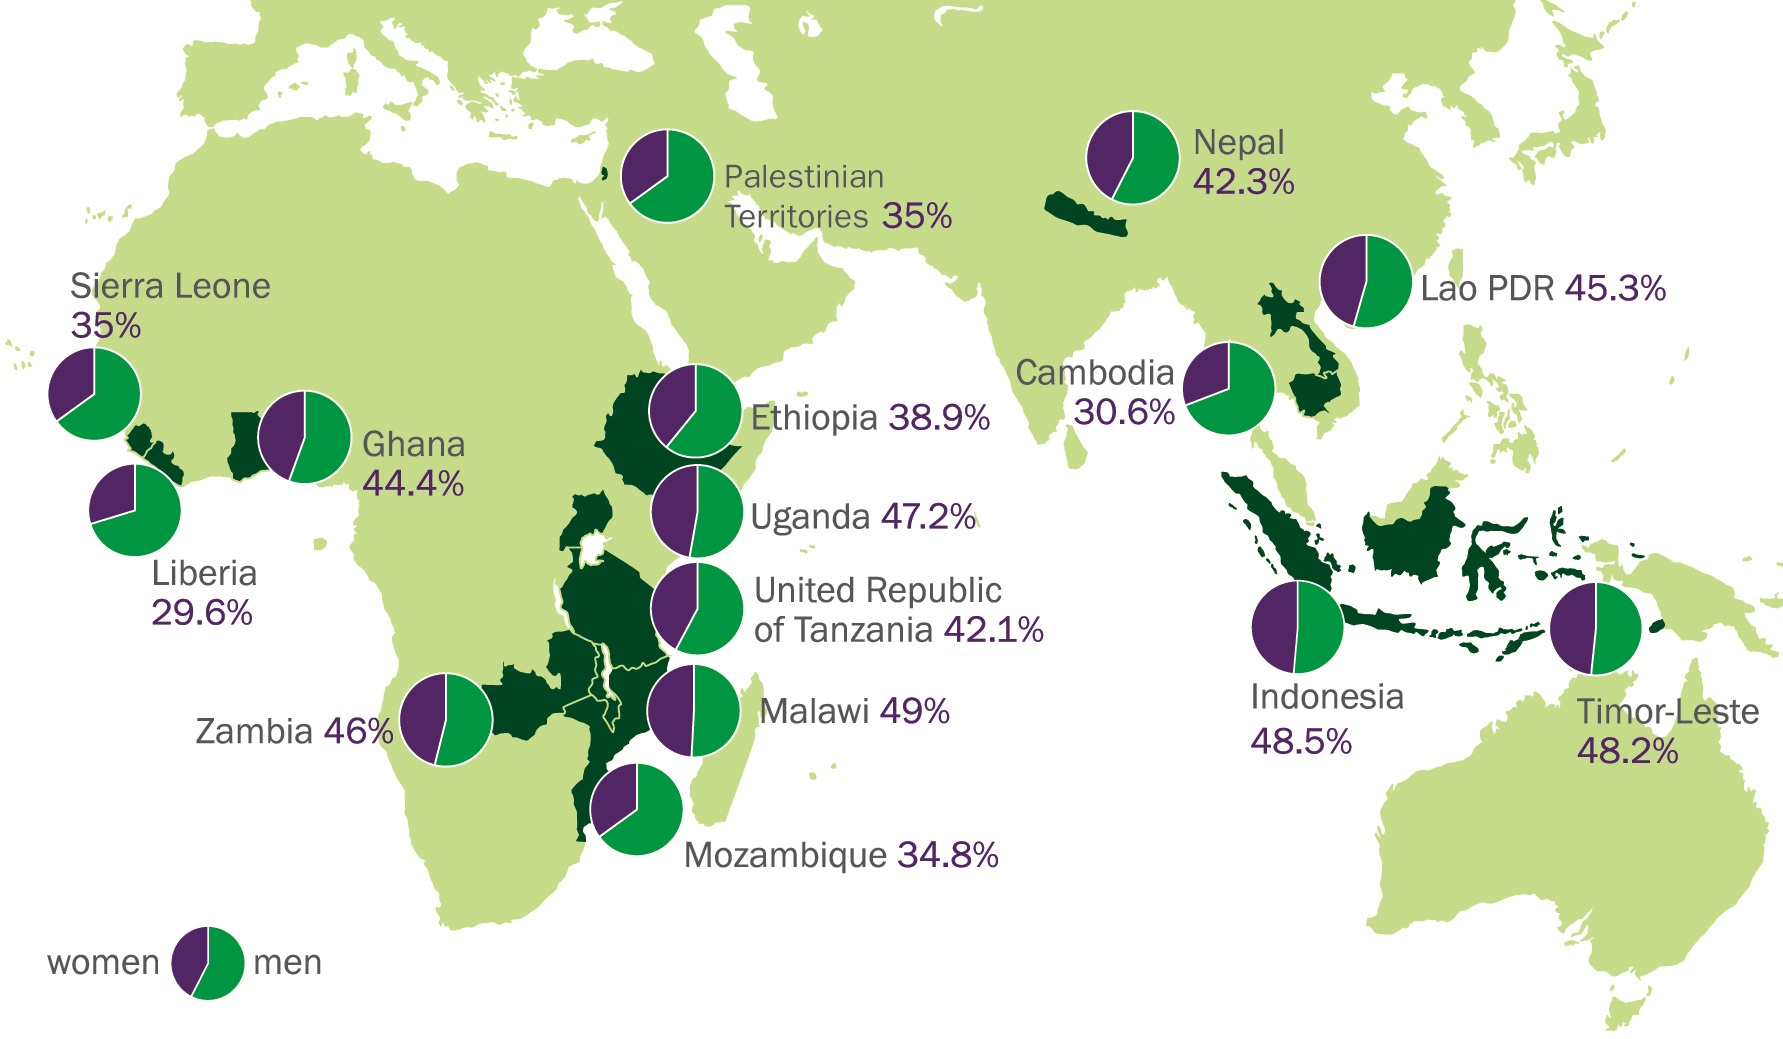 Palestinian
Territories 35%
Nepal
42.3%
Sierra Leone
35%
Lao PDR 45.3%
Cambodia
30.6%
Ethiopia 38.9%
Ghana
44.4%
Uganda 47.2%
Liberia
29.6%
United Republic
of Tanzania 42.1%
Zambia 46%
Malawi 49%
Indonesia
48.5%
Timor-Leste
48.2%
Mozambique 34.8%
women men